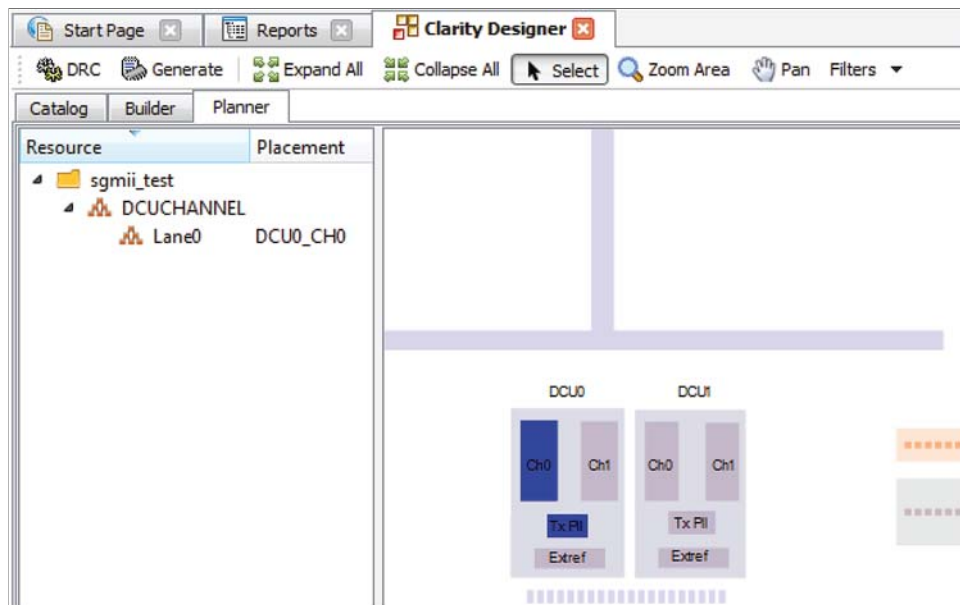 Start Page Reports Clarity Designer
DRC Generate Expand All Collapse All Select Zoom Area Pan Filters
Catalog Builder Planner
Resource Placement
sgmii_test
DCUCHANNEL
Lane0 DCU0_CH0
DCU0 DCU1
Ch0 Ch1 Ch0 Ch1
Tx Pll Tx Pll
Extref Extref